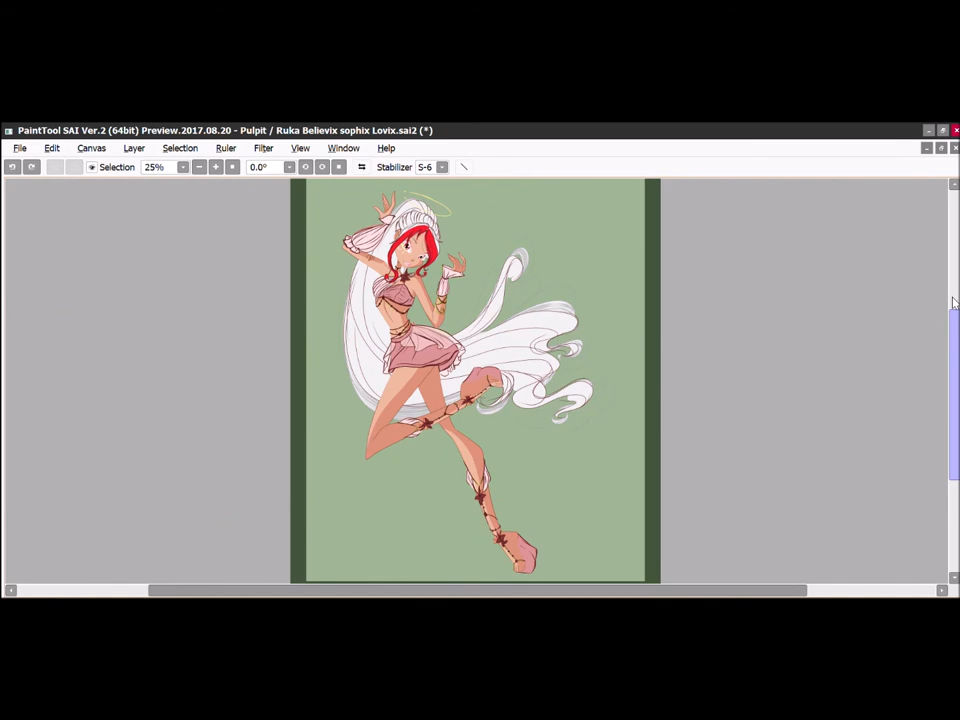 PaintTool SAI Ver.2 (64bit) Preview.2017.08.20 - Pulpit / Ruka Believix sophix Lovix.sai2 (*)
File Edit Canvas Layer Selection Ruler Filter View Window Help
Selection 25% 0.0° Stabilizer S-6